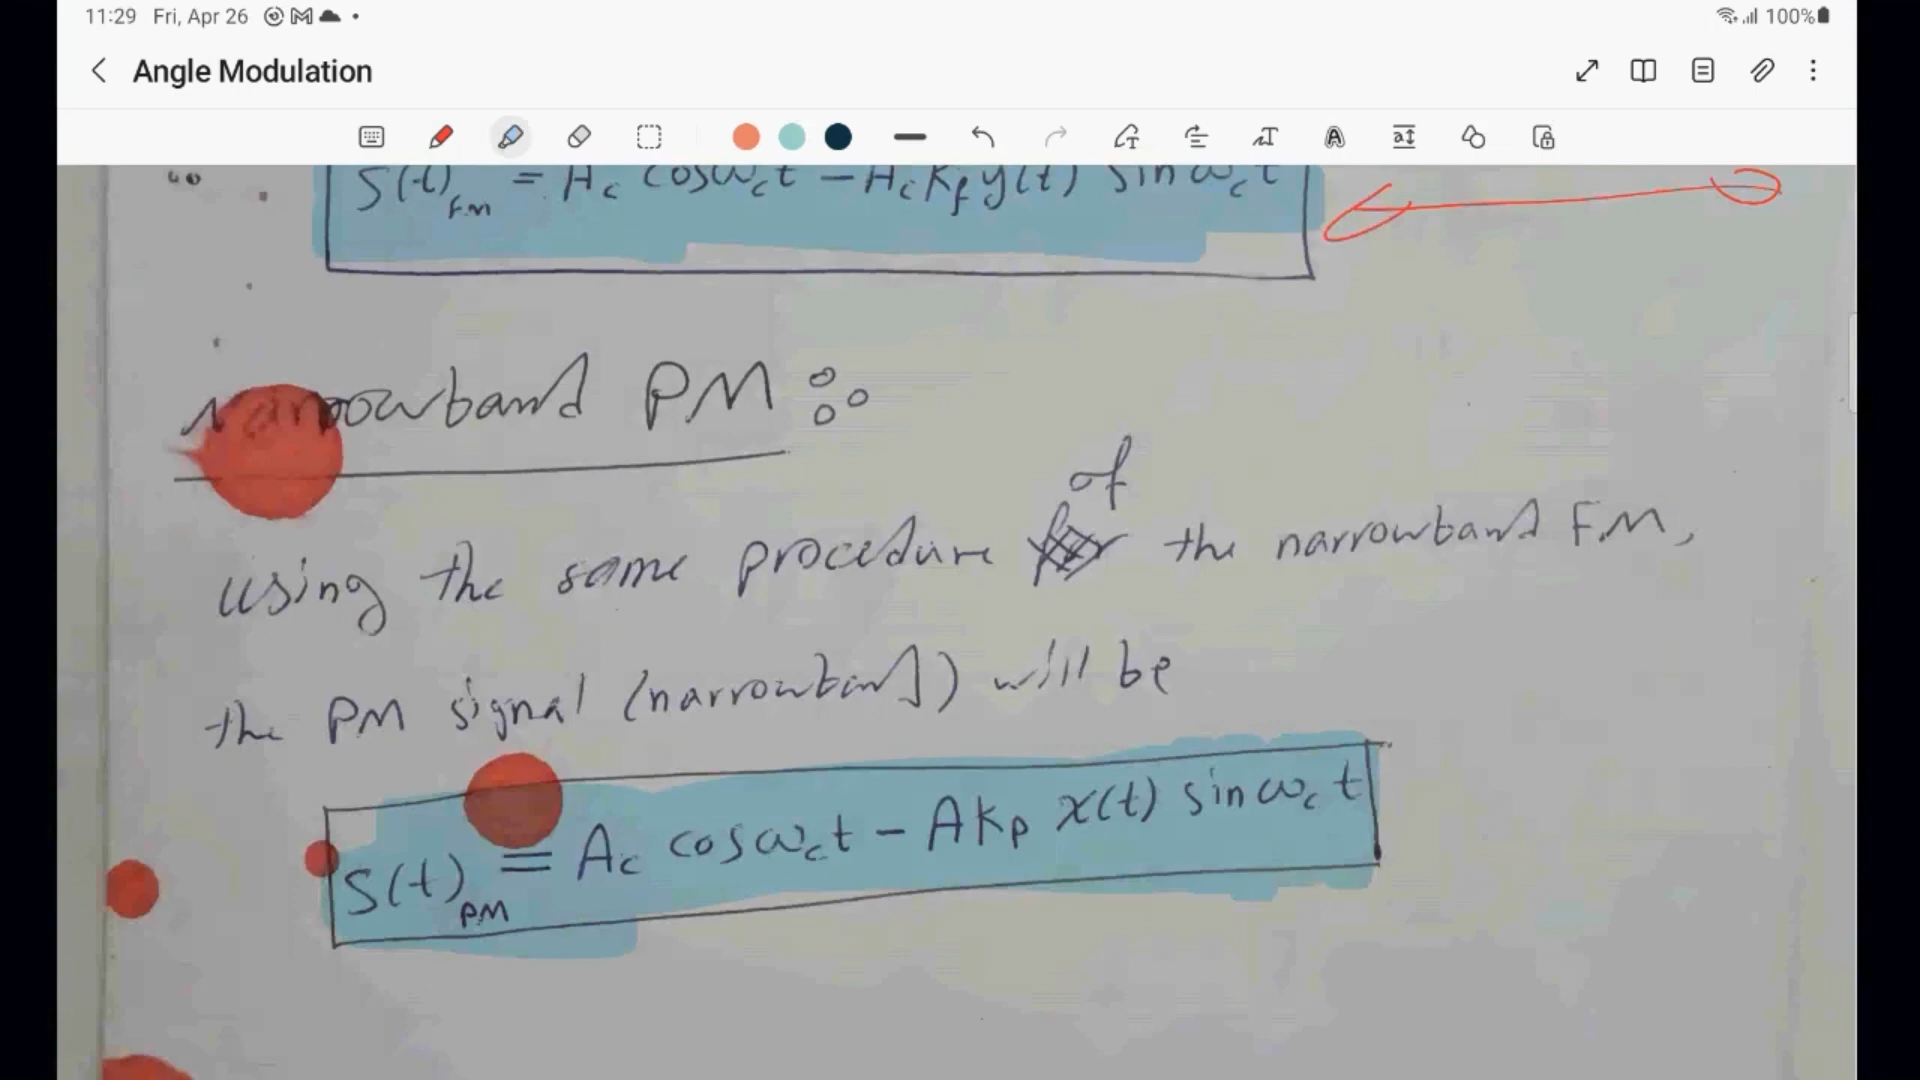 11:29 Fri, Apr 26 100%
Angle Modulation
S(t)FM = Ac cosωct − AcKf y(t) sinωct
Narrowband PM :
using the same procedure of the narrowband FM,
the PM signal (narrowband) will be
S(t)PM = Ac cosωct − AKp x(t) sinωct